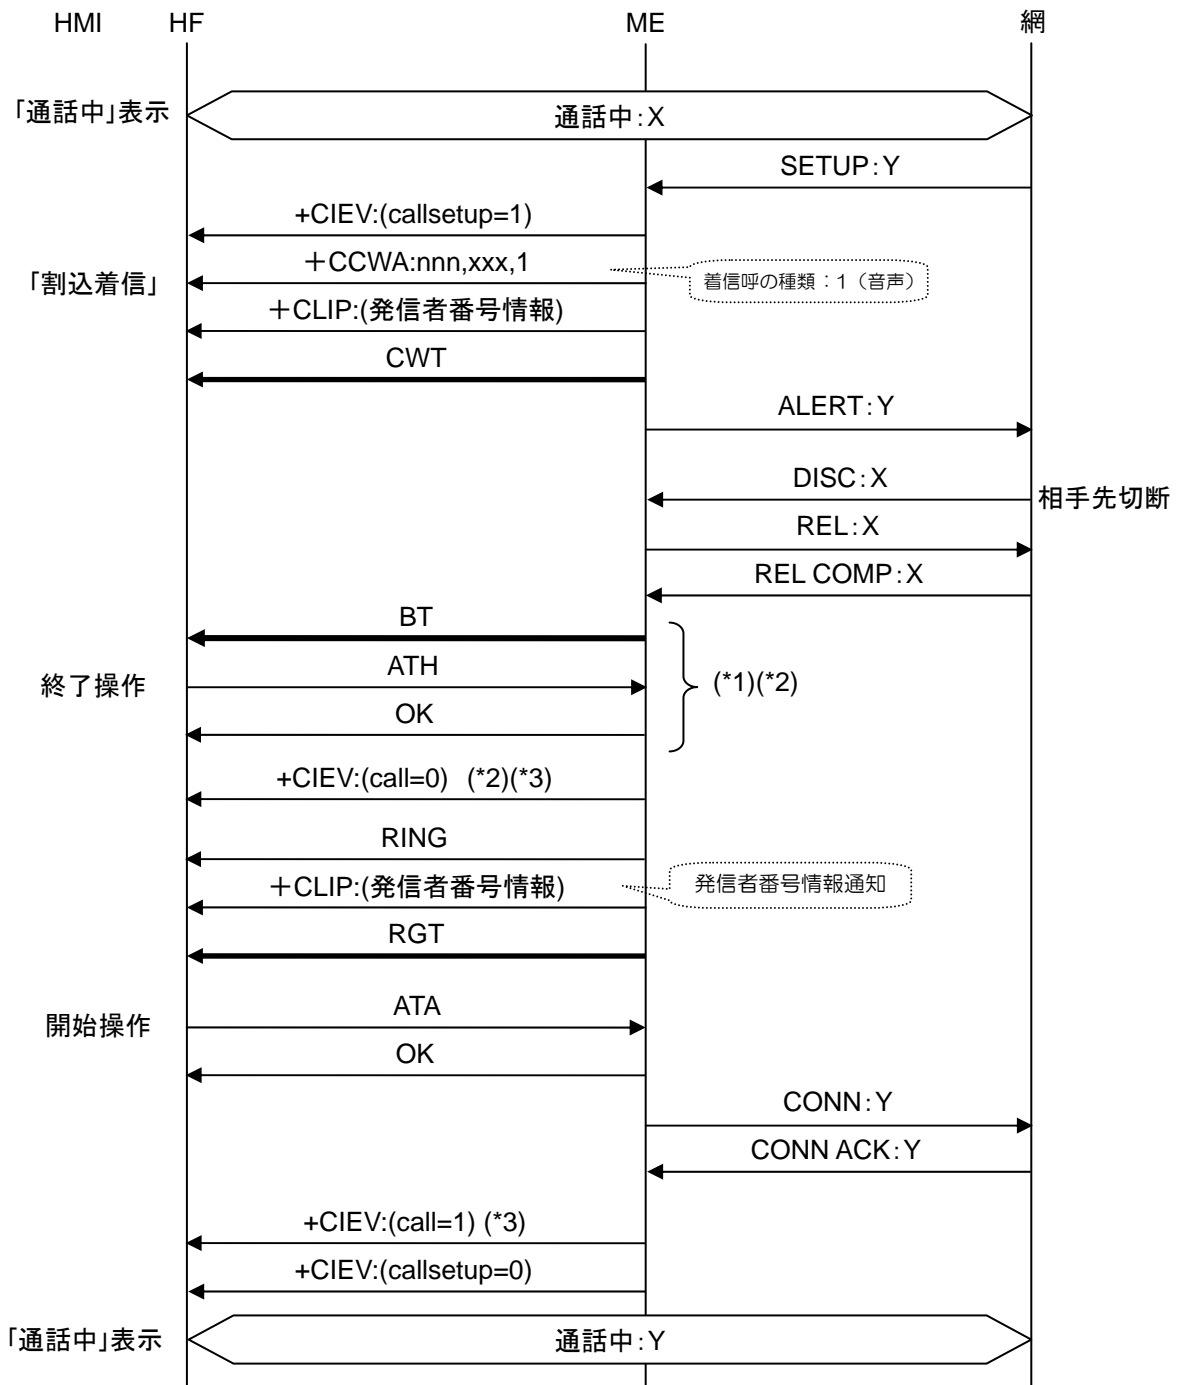 HMI HF ME 網
「通話中」表示 通話中：X
SETUP：Y
+CIEV:(callsetup=1)
＋CCWA:nnn,xxx,1
着信呼の種類：1（音声）
「割込着信」
＋CLIP:(発信者番号情報)
CWT
ALERT：Y
DISC：X
相手先切断
REL：X
REL COMP：X
BT
終了操作 ATH (*1)(*2)
OK
+CIEV:(call=0) (*2)(*3)
RING
＋CLIP:(発信者番号情報) 発信者番号情報通知
RGT
開始操作 ATA
OK
CONN：Y
CONN ACK：Y
+CIEV:(call=1) (*3)
+CIEV:(callsetup=0)
「通話中」表示 通話中：Y